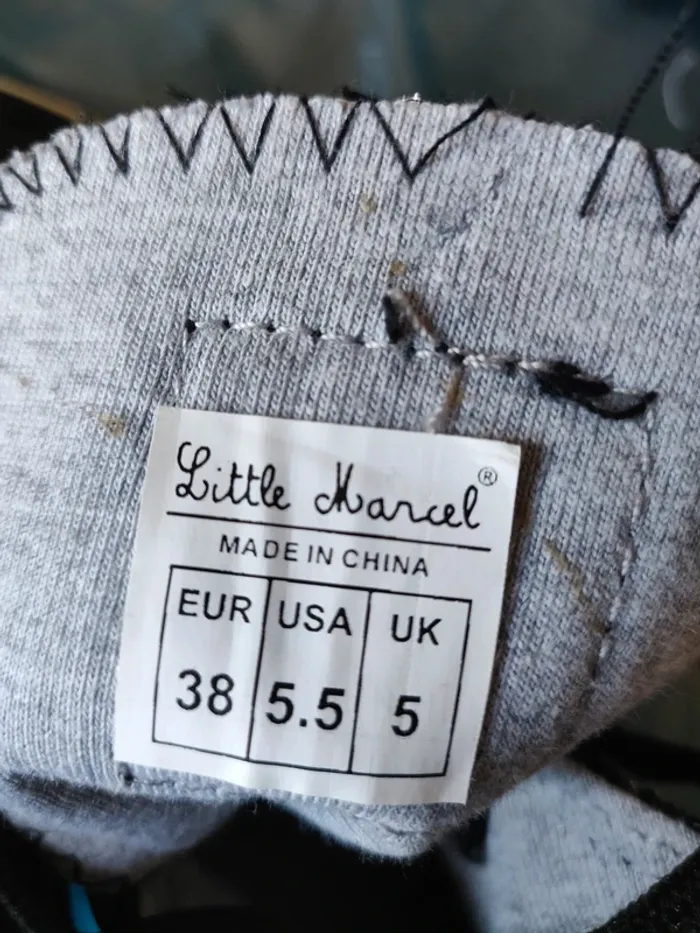 Little Marcel ®
MADE IN CHINA
EUR USA UK
38 5.5 5